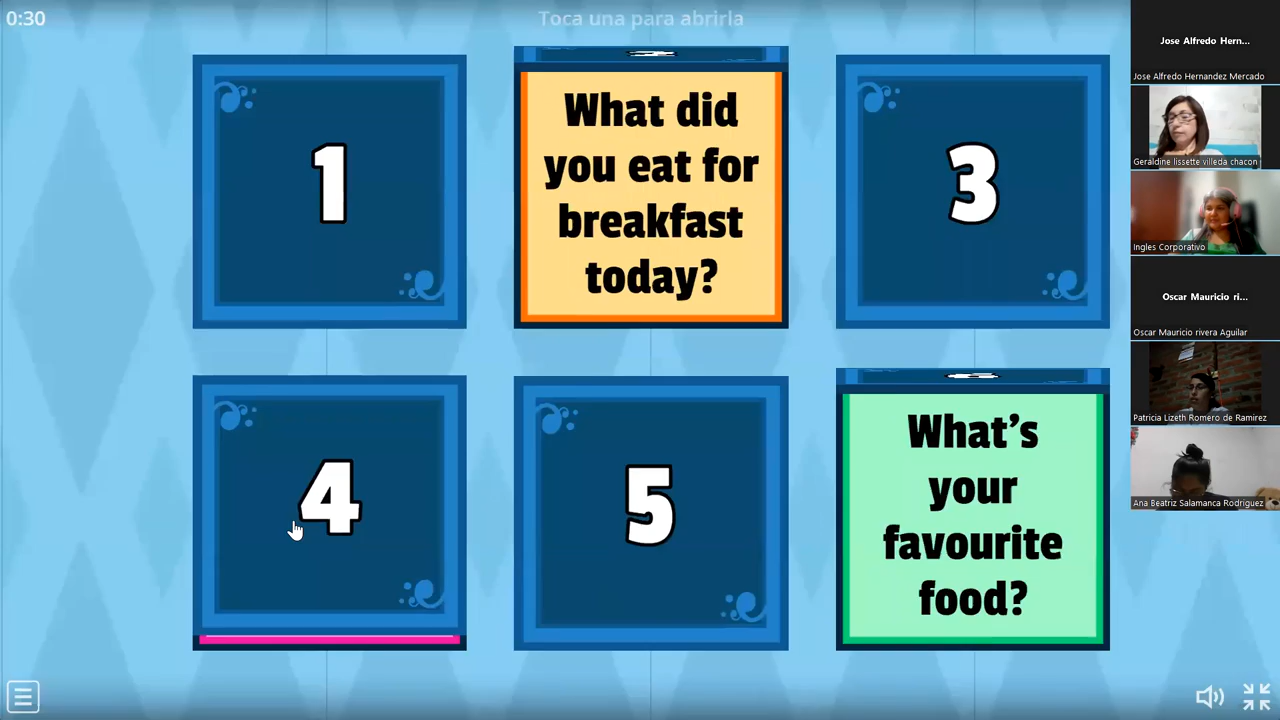 0:30
Toca una para abrirla
1
What did
you eat for
breakfast
today?
3
4
5
What's
your
favourite
food?
Jose Alfredo Hern...
Jose Alfredo Hernandez Mercado
Geraldine lissette villeda chacon
Ingles Corporativo
Oscar Mauricio ri...
Oscar Mauricio rivera Aguilar
Patricia Lizeth Romero de Ramirez
Ana Beatriz Salamanca Rodriguez